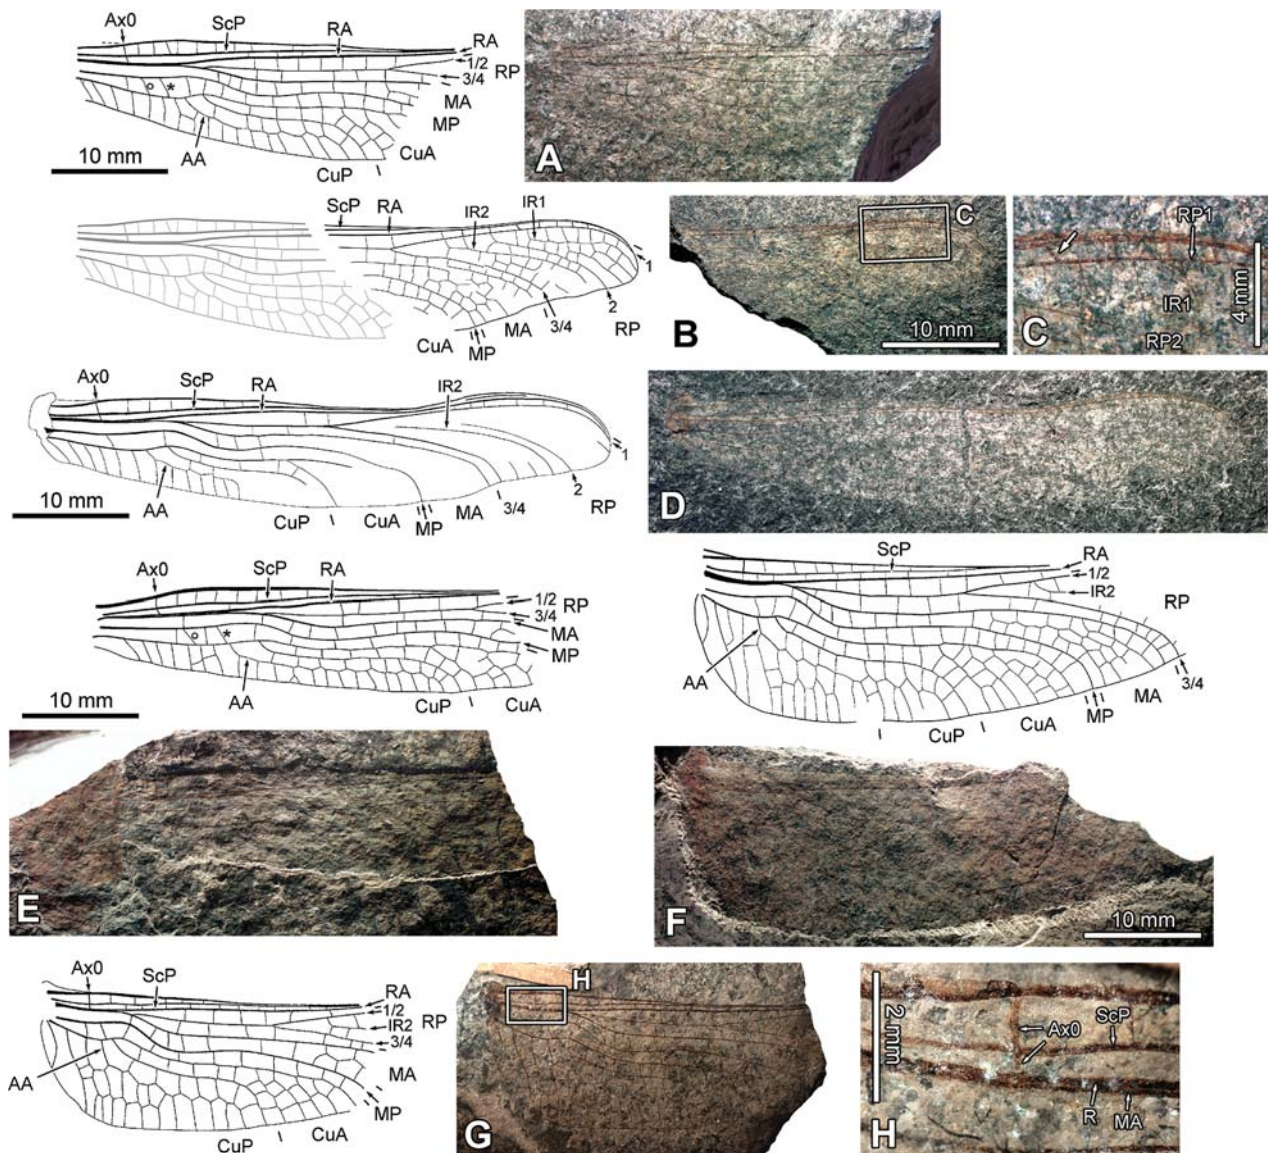 Ax0 ScP RA
RA
1/2
RP
3/4
MA
MP
° *
AA
CuA
CuP
10 mm
A
ScP RA IR2 IR1
1
2
RP
3/4
MA
MP
CuA
B
C
10 mm
RP1
IR1
RP2
4 mm
C
Ax0 ScP RA IR2
1
2
RP
3/4
MA
MP
CuA
CuP
AA
10 mm
D
Ax0 ScP RA
1/2
RP
3/4
MA
MP
° *
AA
CuP CuA
10 mm
ScP
RA
1/2
IR2
RP
3/4
MA
MP
CuA
CuP
AA
E
F
10 mm
Ax0
ScP
RA
1/2
IR2 RP
3/4
MA
MP
AA
CuP CuA
H
G
2 mm
Ax0
ScP
R
MA
H